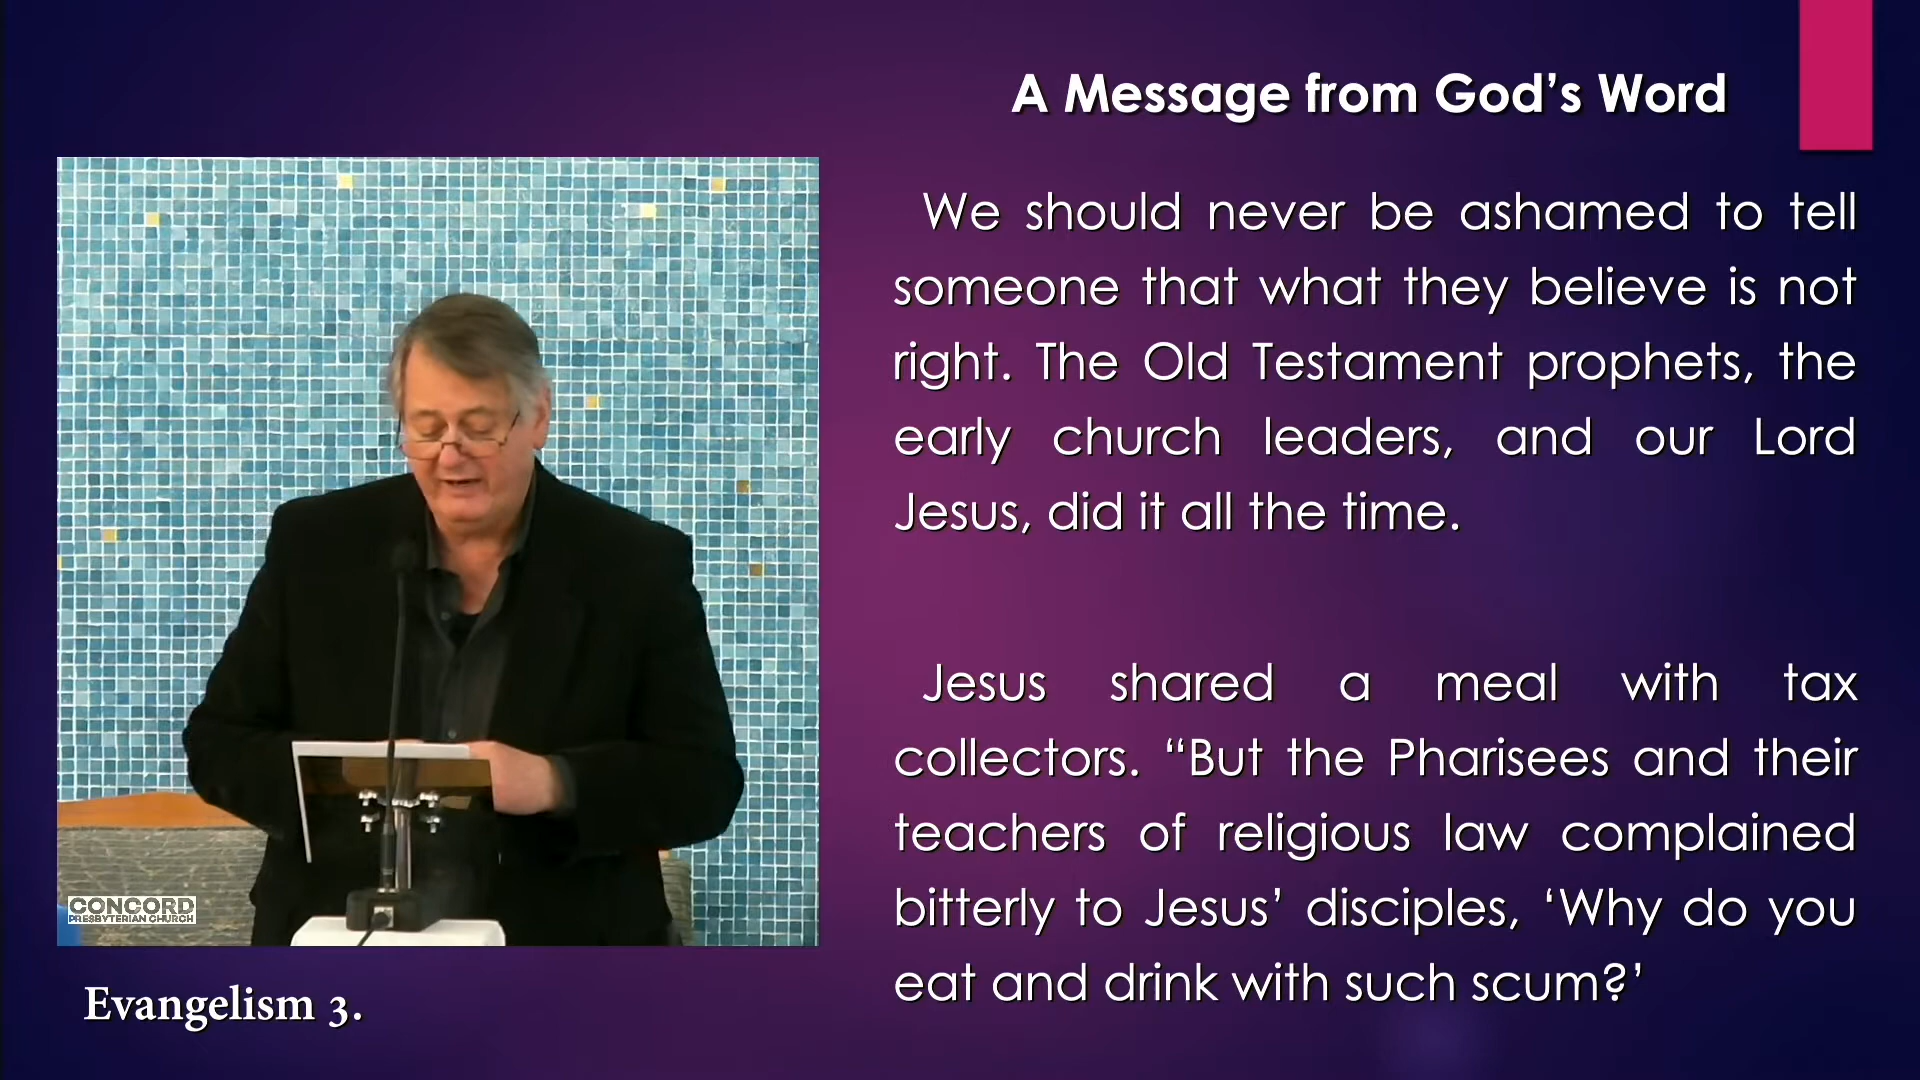 A Message from God’s Word
We should never be ashamed to tell
someone that what they believe is not
right. The Old Testament prophets, the
early church leaders, and our Lord
Jesus, did it all the time.
Jesus shared a meal with tax
collectors. “But the Pharisees and their
teachers of religious law complained
bitterly to Jesus’ disciples, ‘Why do you
eat and drink with such scum?’
CONCORD
PRESBYTERIAN CHURCH
Evangelism 3.